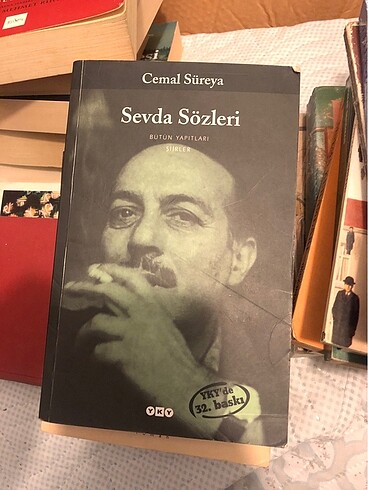 Cemal Süreya
Sevda Sözleri
BÜTÜN YAPITLARI
ŞİİRLER
YKY'de
32. baskı
YKY